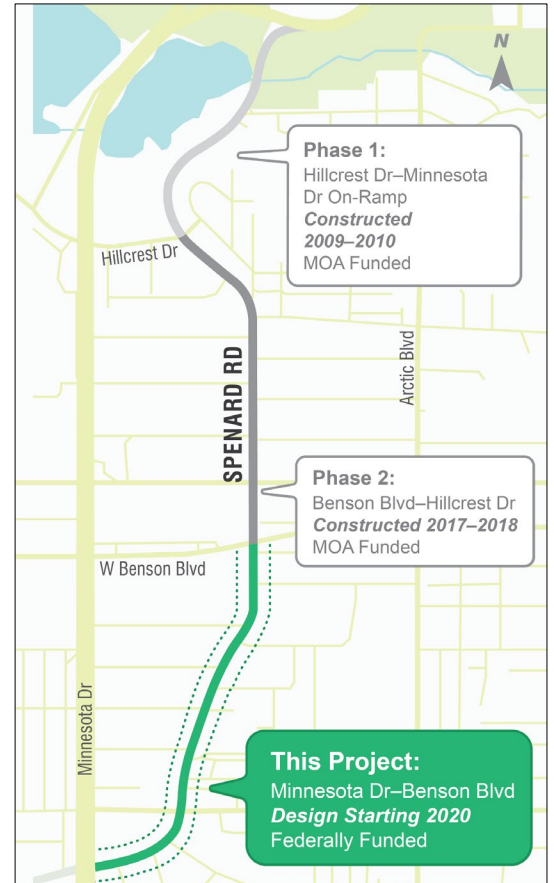 N
Phase 1:
Hillcrest Dr–Minnesota
Dr On-Ramp
Constructed
2009–2010
MOA Funded
Hillcrest Dr
SPENARD RD
Arctic Blvd
Phase 2:
Benson Blvd–Hillcrest Dr
Constructed 2017–2018
MOA Funded
W Benson Blvd
Minnesota Dr
This Project:
Minnesota Dr–Benson Blvd
Design Starting 2020
Federally Funded